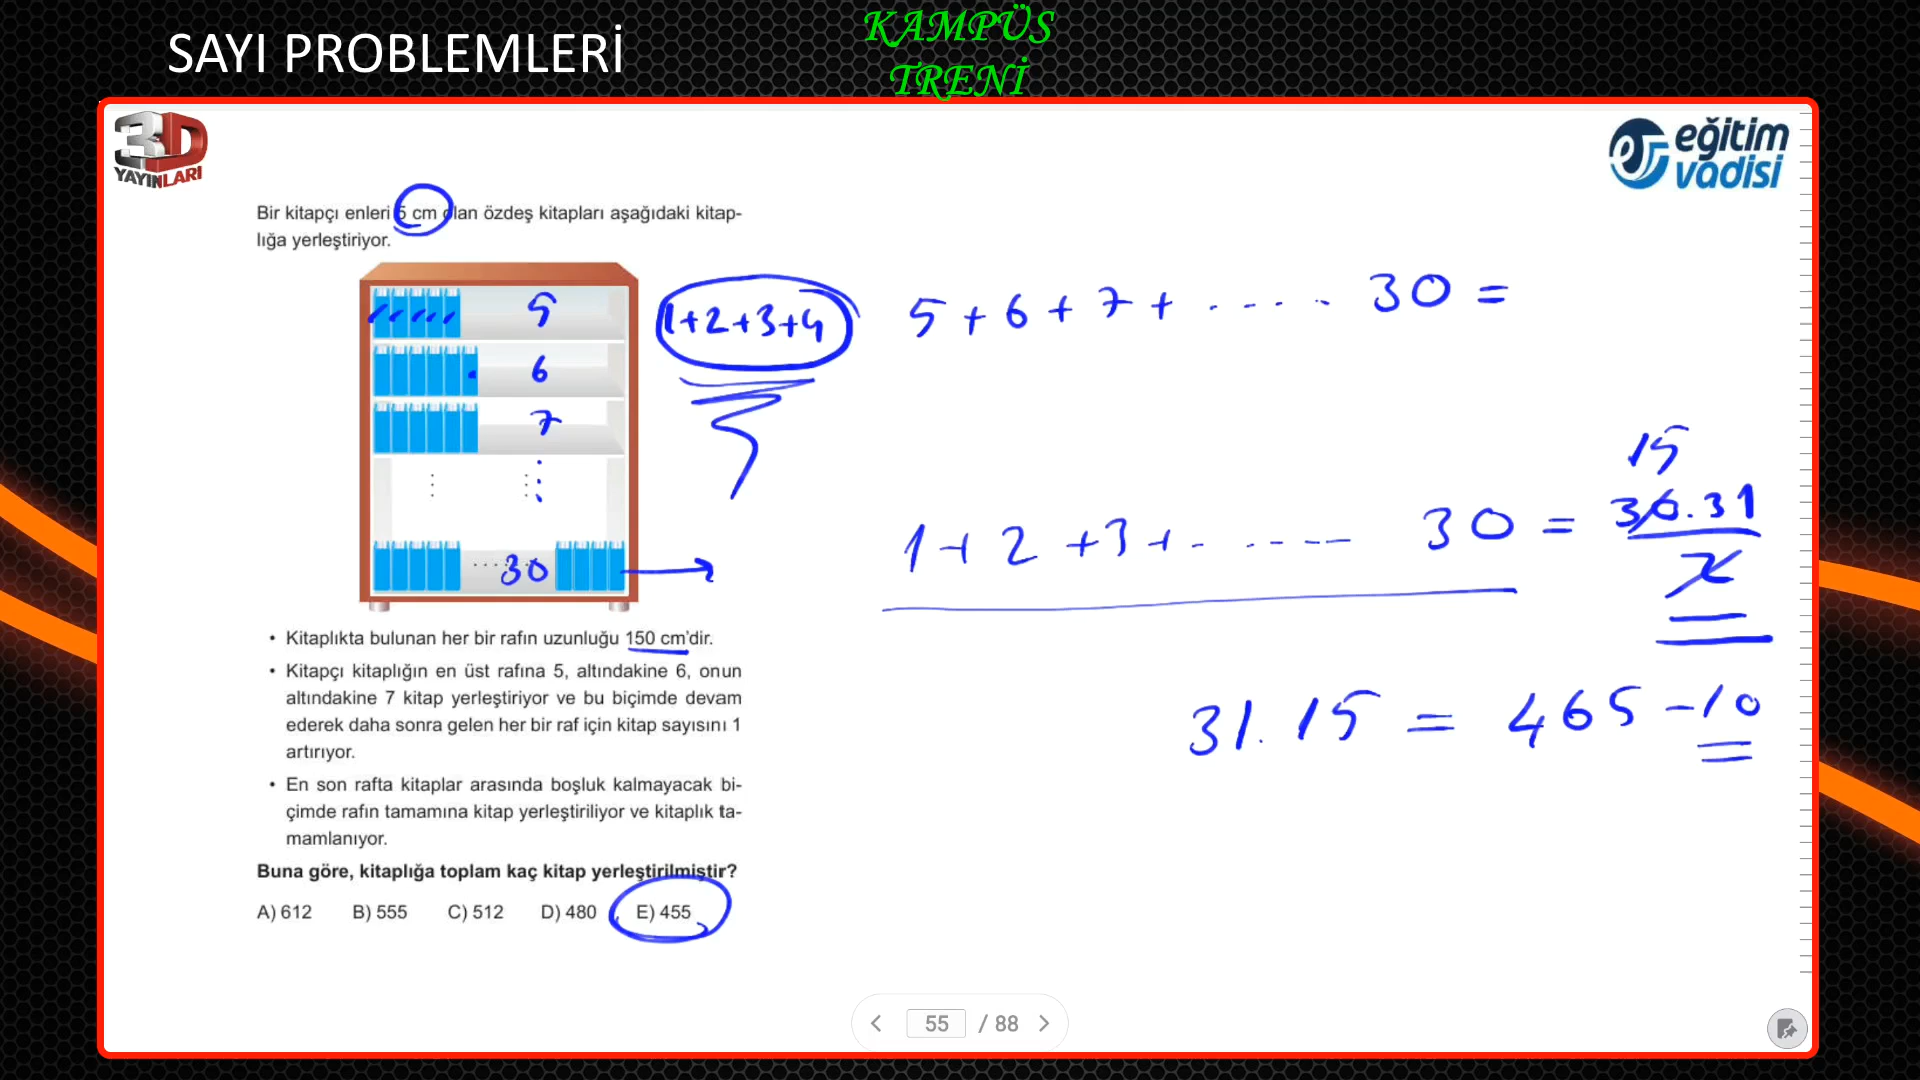 SAYI PROBLEMLERİ
KAMPÜS
TRENİ
3D
YAYINLARI
eğitim
vadisi
Bir kitapçı enleri 5 cm olan özdeş kitapları aşağıdaki kitap-
lığa yerleştiriyor.
5
6
7
30
1+2+3+4
5 + 6 + 7 + ..... 30 =
1 + 2 + 3 + ...... 30 = 30.31
2
15
31.15 = 465 - 10
• Kitaplıkta bulunan her bir rafın uzunluğu 150 cm'dir.
• Kitapçı kitaplığın en üst rafına 5, altındakine 6, onun
altındakine 7 kitap yerleştiriyor ve bu biçimde devam
ederek daha sonra gelen her bir raf için kitap sayısını 1
artırıyor.
• En son rafta kitaplar arasında boşluk kalmayacak bi-
çimde rafın tamamına kitap yerleştiriliyor ve kitaplık ta-
mamlanıyor.
Buna göre, kitaplığa toplam kaç kitap yerleştirilmiştir?
A) 612 B) 555 C) 512 D) 480 E) 455
55 / 88